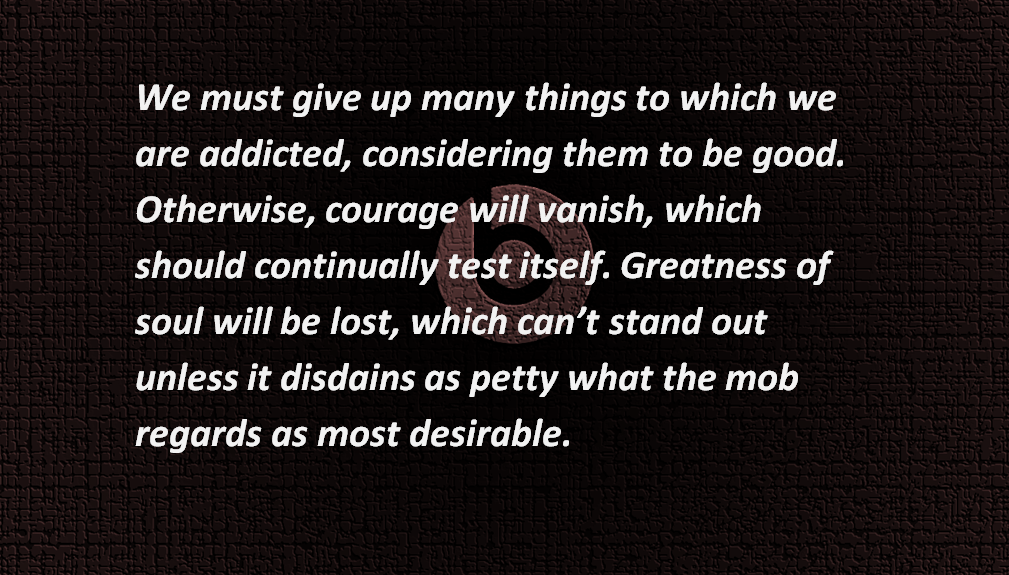 We must give up many things to which we
are addicted, considering them to be good.
Otherwise, courage will vanish, which
should continually test itself. Greatness of
soul will be lost, which can’t stand out
unless it disdains as petty what the mob
regards as most desirable.